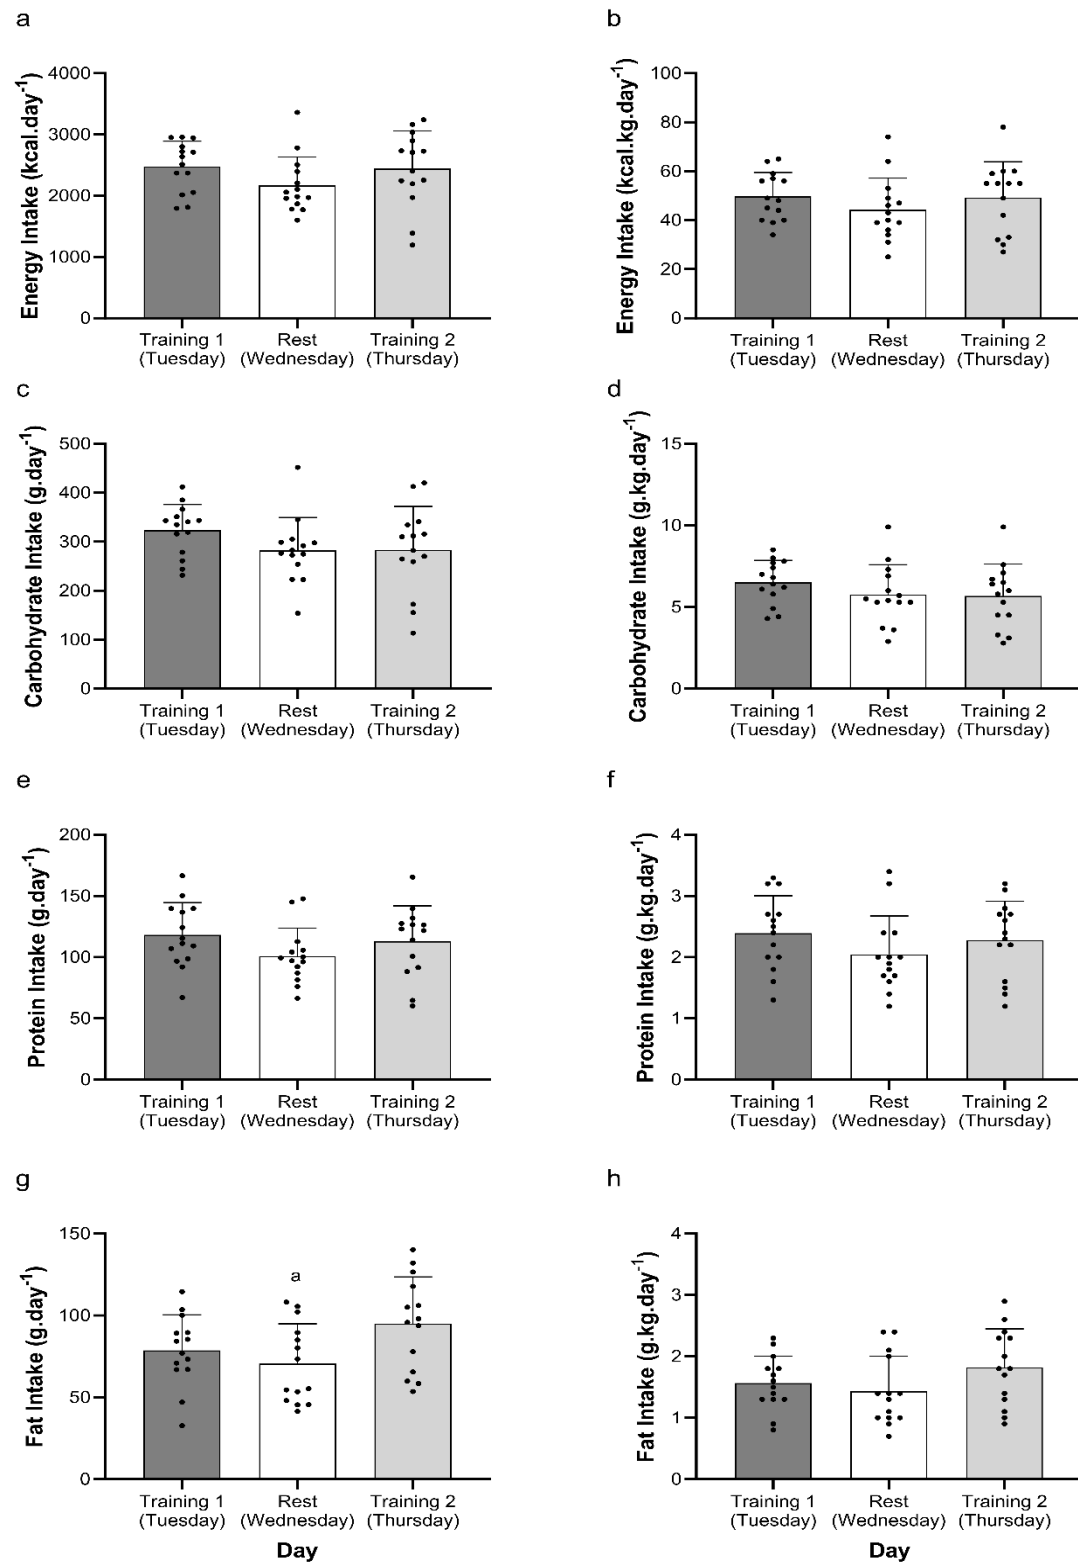 a
Energy Intake (kcal.day-1)
4000
3000
2000
1000
0
Training 1
(Tuesday)
Rest
(Wednesday)
Training 2
(Thursday)
b
Energy Intake (kcal.kg.day-1)
100
80
60
40
20
0
Training 1
(Tuesday)
Rest
(Wednesday)
Training 2
(Thursday)
c
Carbohydrate Intake (g.day-1)
500
400
300
200
100
0
Training 1
(Tuesday)
Rest
(Wednesday)
Training 2
(Thursday)
d
Carbohydrate Intake (g.kg.day-1)
15
10
5
0
Training 1
(Tuesday)
Rest
(Wednesday)
Training 2
(Thursday)
e
Protein Intake (g.day-1)
200
150
100
50
0
Training 1
(Tuesday)
Rest
(Wednesday)
Training 2
(Thursday)
f
Protein Intake (g.kg.day-1)
4
3
2
1
0
Training 1
(Tuesday)
Rest
(Wednesday)
Training 2
(Thursday)
g
Fat Intake (g.day-1)
150
100
50
0
a
Training 1
(Tuesday)
Rest
(Wednesday)
Training 2
(Thursday)
Day
h
Fat Intake (g.kg.day-1)
4
3
2
1
0
Training 1
(Tuesday)
Rest
(Wednesday)
Training 2
(Thursday)
Day